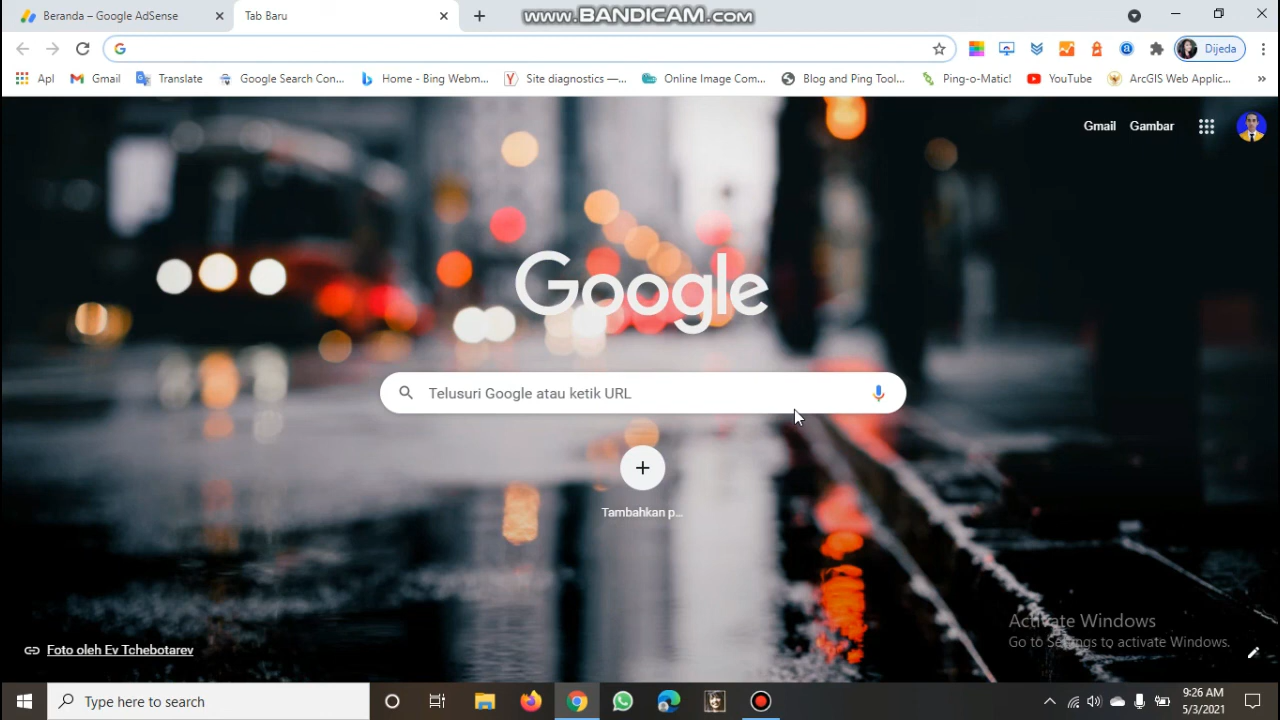 Beranda – Google AdSense
Tab Baru
www.BANDICAM.com
Dijeda
Apl
Gmail
Translate
Google Search Con...
Home - Bing Webm...
Site diagnostics —...
Online Image Com...
Blog and Ping Tool...
Ping-o-Matic!
YouTube
ArcGIS Web Applic...
Gmail
Gambar
Google
Telusuri Google atau ketik URL
Tambahkan p...
Activate Windows
Go to Settings to activate Windows.
Foto oleh Ev Tchebotarev
Type here to search
9:26 AM
5/3/2021